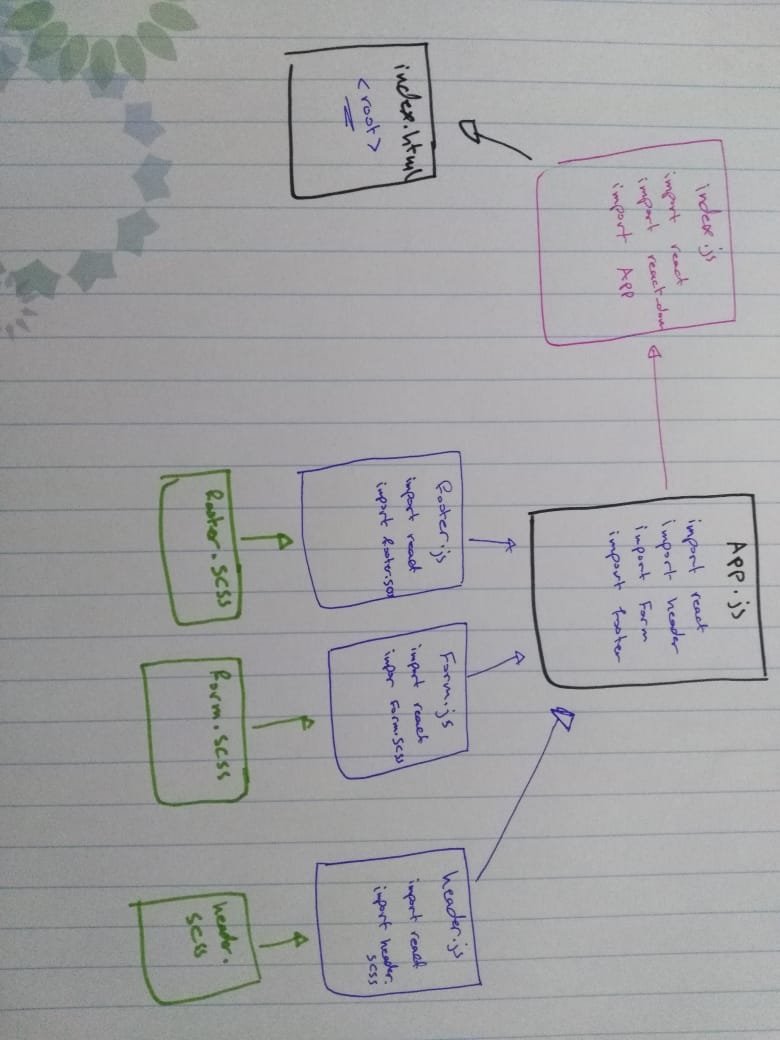 index.html
<root>
index.js
import react
import react-dom
import App
App.js
import react
import header
import Form
import footer
footer.js
import react
import footer.scss
Form.js
import react
impor Form.scss
header.js
import react
import header.
scss
footer.scss
Form.scss
header.
scss